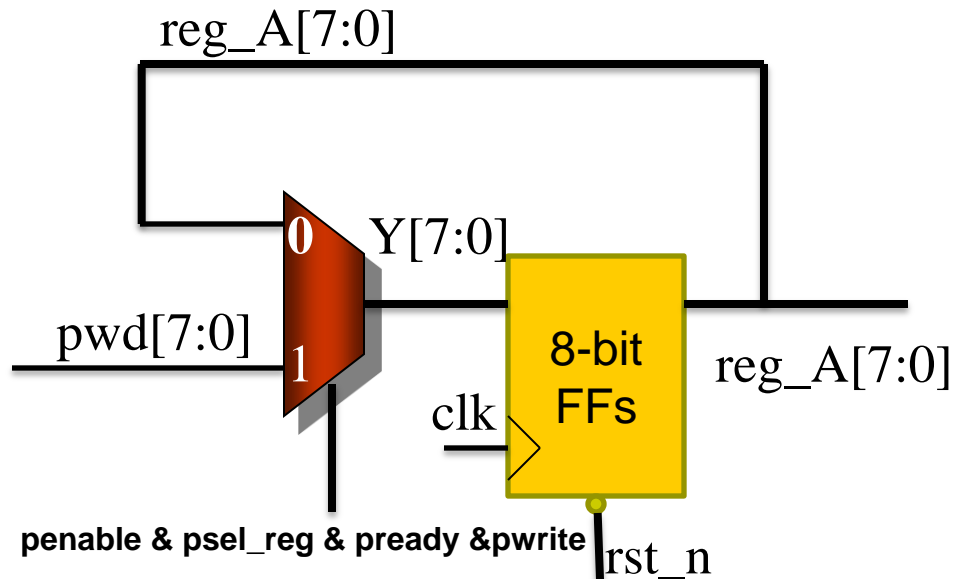 reg_A[7:0]
0
Y[7:0]
pwd[7:0]
1
8-bit
FFs
reg_A[7:0]
clk
penable & psel_reg & pready &pwrite
rst_n